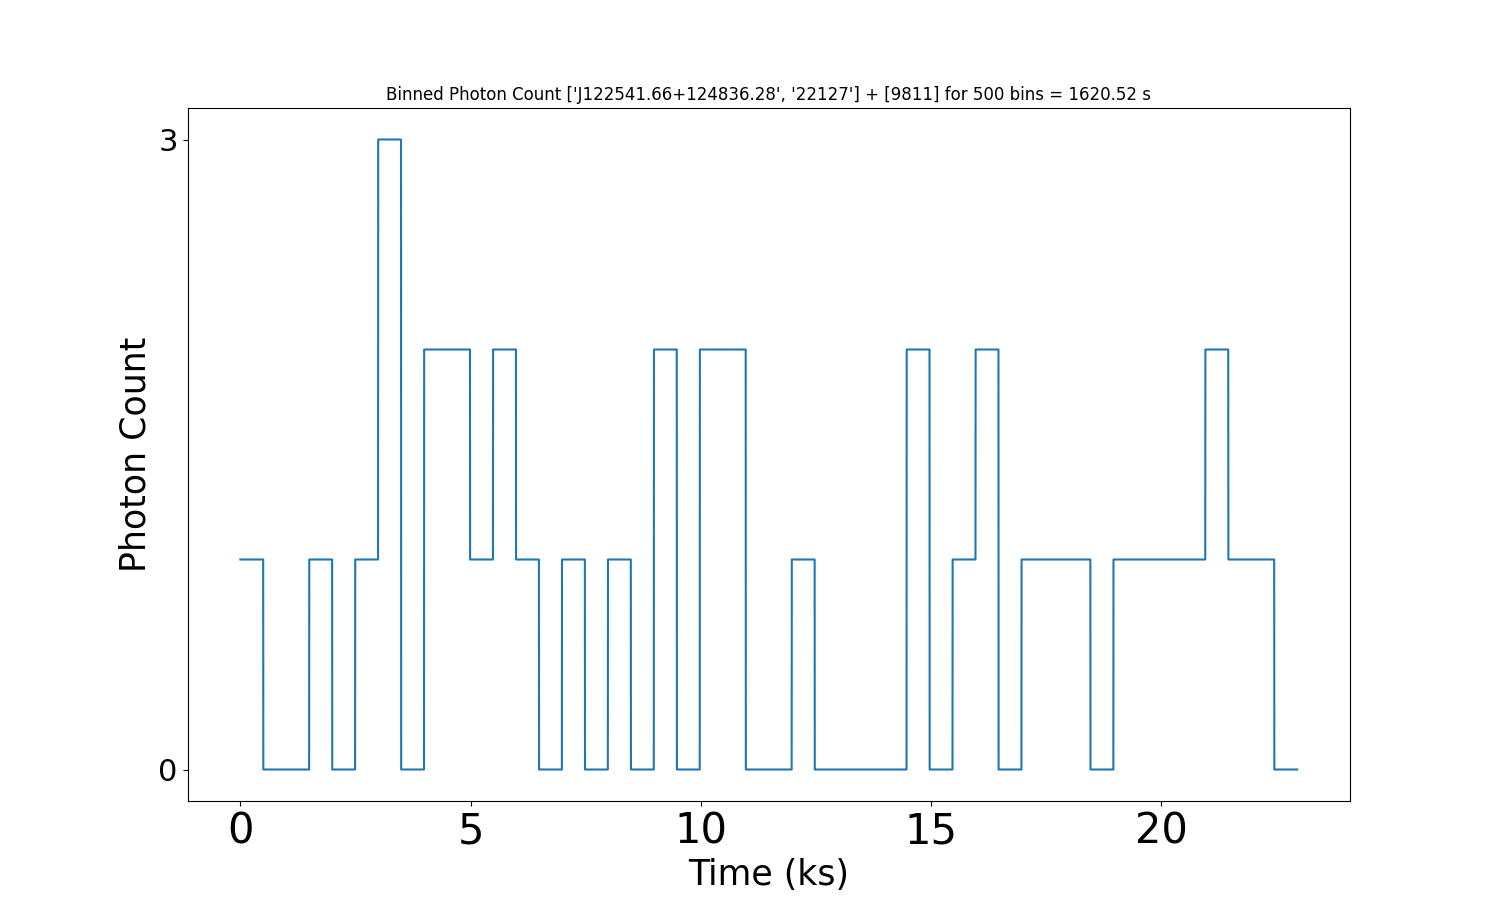 Binned Photon Count ['J122541.66+124836.28', '22127'] + [9811] for 500 bins = 1620.52 s
3
0
Photon Count
0 5 10 15 20
Time (ks)